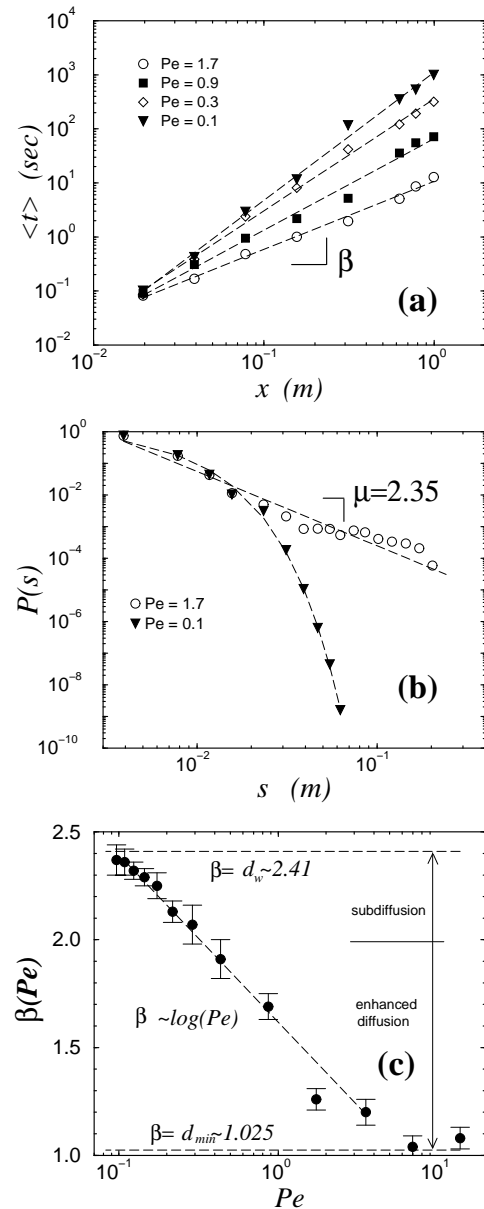 10^4
10^3
10^2
10^1
10^0
10^-1
10^-2
<t> (sec)
Pe = 1.7
Pe = 0.9
Pe = 0.3
Pe = 0.1
β
(a)
10^-2 10^-1 10^0
x (m)
10^0
10^-2
10^-4
10^-6
10^-8
10^-10
P(s)
μ=2.35
Pe = 1.7
Pe = 0.1
(b)
10^-2 10^-1
s (m)
2.5
2.0
1.5
1.0
β(Pe)
β= d_w~2.41
subdiffusion
enhanced
diffusion
β ~log(Pe)
(c)
β= d_min~1.025
10^-1 10^0 10^1
Pe